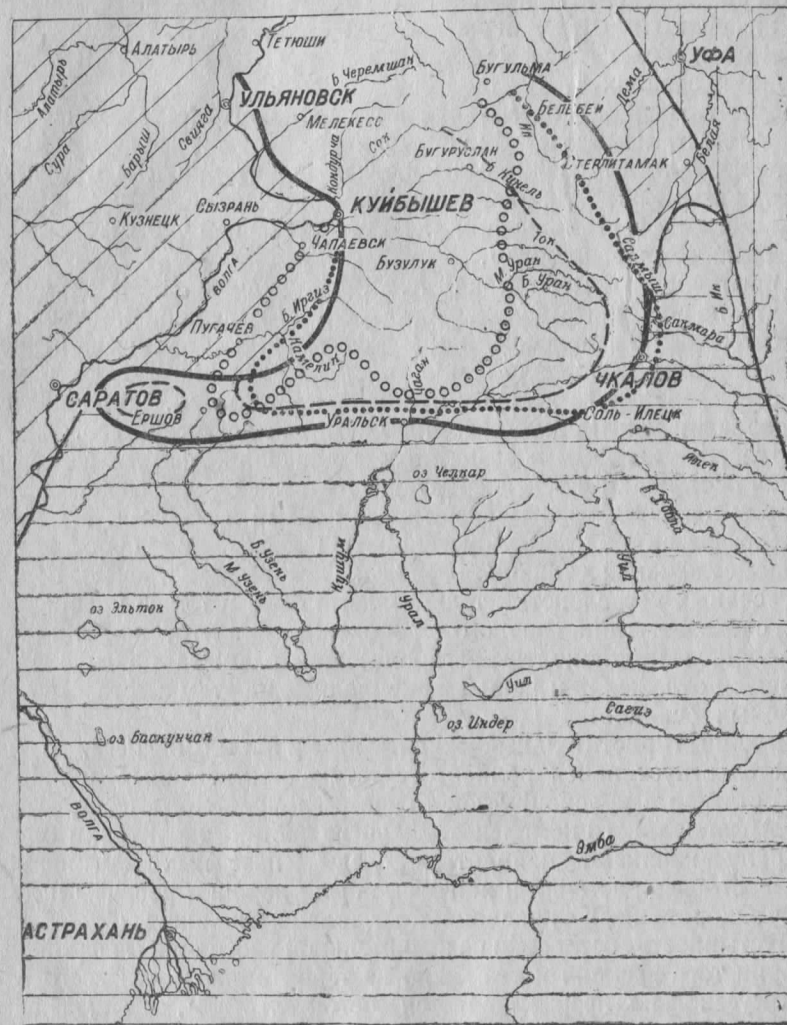 ТЕТЮШИ
АЛАТЫРЬ
УФА
Алатырь
Б Черемшан
БУГУЛЬМА
Дема
УЛЬЯНОВСК
БЕЛЕБЕЙ
Свияга
МЕЛЕКЕСС
Ик
Белая
Сура
Барыш
Сок
БУГУРУСЛАН
СТЕРЛИТАМАК
Кондурча
Б Кинель
СЫЗРАНЬ
КУЗНЕЦК
КУЙБЫШЕВ
ЧАПАЕВСК
Ток
Салмыш
ВОЛГА
БУЗУЛУК
М Уран
Б Уран
Б Ик
Б Иргиз
ПУГАЧЕВ
Сакмара
Камелик
Чаган
ЧКАЛОВ
САРАТОВ
ЕРШОВ
УРАЛЬСК
СОЛЬ-ИЛЕЦК
Илек
оз Челкар
Б Узень
М Узень
Кушум
Урал
Уил
оз Эльтон
Уил
Сагиз
оз Индер
оз Баскунчак
ВОЛГА
Эмба
АСТРАХАНЬ